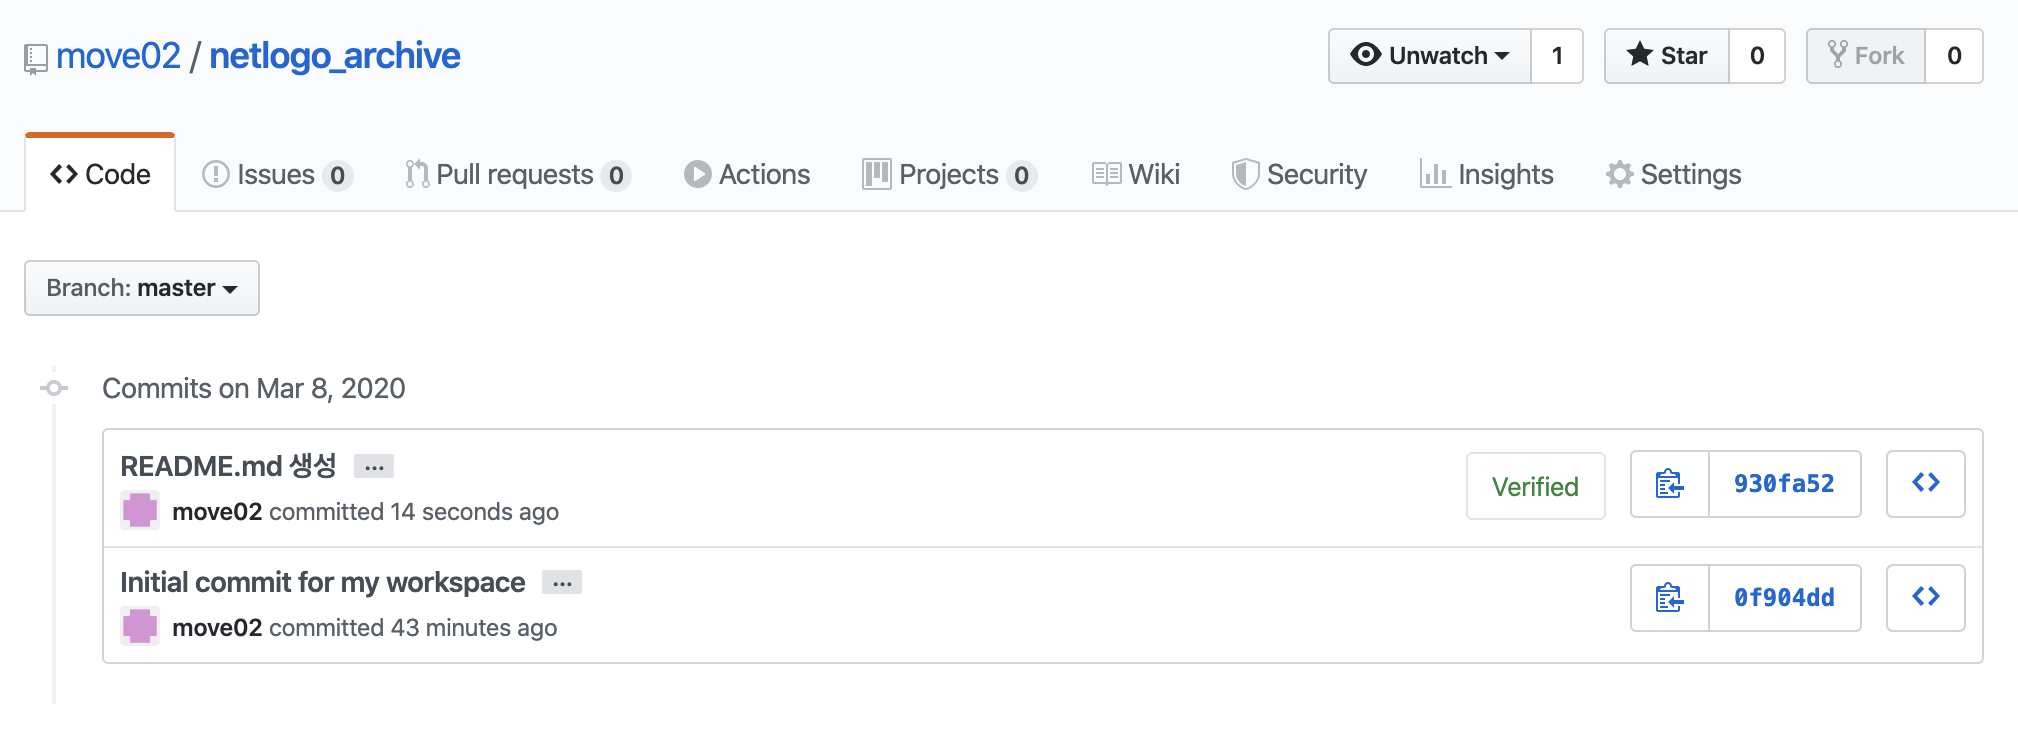 move02 / netlogo_archive
Unwatch 1 Star 0 Fork 0
Code Issues 0 Pull requests 0 Actions Projects 0 Wiki Security Insights Settings
Branch: master
Commits on Mar 8, 2020
README.md 생성 ...
move02 committed 14 seconds ago
Verified 930fa52
Initial commit for my workspace ...
move02 committed 43 minutes ago
0f904dd